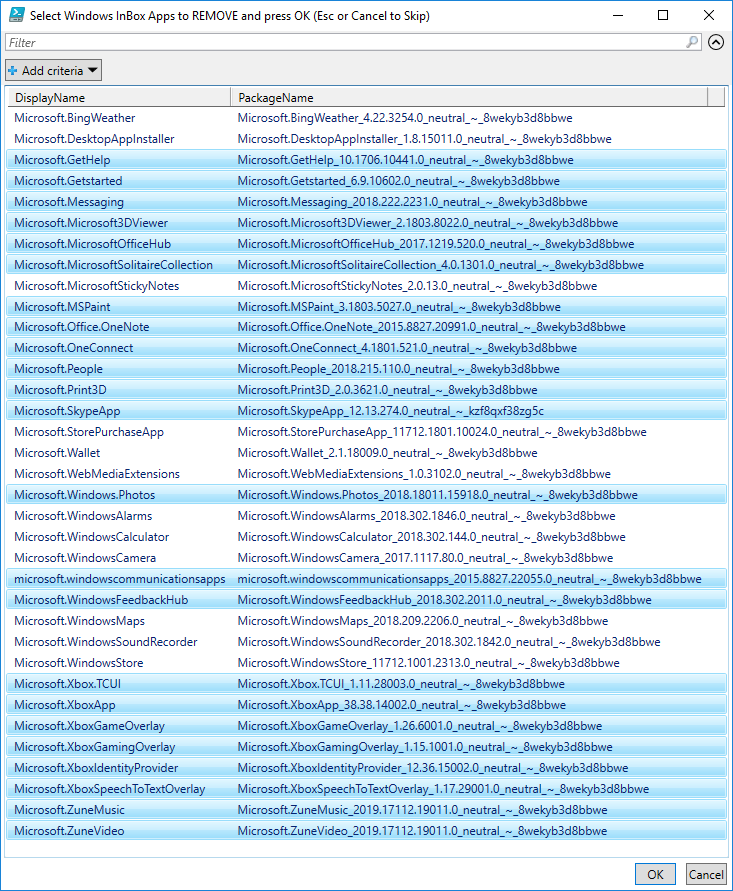 Select Windows InBox Apps to REMOVE and press OK (Esc or Cancel to Skip)
Filter
Add criteria
DisplayName PackageName
Microsoft.BingWeather Microsoft.BingWeather_4.22.3254.0_neutral_~_8wekyb3d8bbwe
Microsoft.DesktopAppInstaller Microsoft.DesktopAppInstaller_1.8.15011.0_neutral_~_8wekyb3d8bbwe
Microsoft.GetHelp Microsoft.GetHelp_10.1706.10441.0_neutral_~_8wekyb3d8bbwe
Microsoft.Getstarted Microsoft.Getstarted_6.9.10602.0_neutral_~_8wekyb3d8bbwe
Microsoft.Messaging Microsoft.Messaging_2018.222.2231.0_neutral_~_8wekyb3d8bbwe
Microsoft.Microsoft3DViewer Microsoft.Microsoft3DViewer_2.1803.8022.0_neutral_~_8wekyb3d8bbwe
Microsoft.MicrosoftOfficeHub Microsoft.MicrosoftOfficeHub_2017.1219.520.0_neutral_~_8wekyb3d8bbwe
Microsoft.MicrosoftSolitaireCollection Microsoft.MicrosoftSolitaireCollection_4.0.1301.0_neutral_~_8wekyb3d8bbwe
Microsoft.MicrosoftStickyNotes Microsoft.MicrosoftStickyNotes_2.0.13.0_neutral_~_8wekyb3d8bbwe
Microsoft.MSPaint Microsoft.MSPaint_3.1803.5027.0_neutral_~_8wekyb3d8bbwe
Microsoft.Office.OneNote Microsoft.Office.OneNote_2015.8827.20991.0_neutral_~_8wekyb3d8bbwe
Microsoft.OneConnect Microsoft.OneConnect_4.1801.521.0_neutral_~_8wekyb3d8bbwe
Microsoft.People Microsoft.People_2018.215.110.0_neutral_~_8wekyb3d8bbwe
Microsoft.Print3D Microsoft.Print3D_2.0.3621.0_neutral_~_8wekyb3d8bbwe
Microsoft.SkypeApp Microsoft.SkypeApp_12.13.274.0_neutral_~_kzf8qxf38zg5c
Microsoft.StorePurchaseApp Microsoft.StorePurchaseApp_11712.1801.10024.0_neutral_~_8wekyb3d8bbwe
Microsoft.Wallet Microsoft.Wallet_2.1.18009.0_neutral_~_8wekyb3d8bbwe
Microsoft.WebMediaExtensions Microsoft.WebMediaExtensions_1.0.3102.0_neutral_~_8wekyb3d8bbwe
Microsoft.Windows.Photos Microsoft.Windows.Photos_2018.18011.15918.0_neutral_~_8wekyb3d8bbwe
Microsoft.WindowsAlarms Microsoft.WindowsAlarms_2018.302.1846.0_neutral_~_8wekyb3d8bbwe
Microsoft.WindowsCalculator Microsoft.WindowsCalculator_2018.302.144.0_neutral_~_8wekyb3d8bbwe
Microsoft.WindowsCamera Microsoft.WindowsCamera_2017.1117.80.0_neutral_~_8wekyb3d8bbwe
microsoft.windowscommunicationsapps microsoft.windowscommunicationsapps_2015.8827.22055.0_neutral_~_8wekyb3d8bbwe
Microsoft.WindowsFeedbackHub Microsoft.WindowsFeedbackHub_2018.302.2011.0_neutral_~_8wekyb3d8bbwe
Microsoft.WindowsMaps Microsoft.WindowsMaps_2018.209.2206.0_neutral_~_8wekyb3d8bbwe
Microsoft.WindowsSoundRecorder Microsoft.WindowsSoundRecorder_2018.302.1842.0_neutral_~_8wekyb3d8bbwe
Microsoft.WindowsStore Microsoft.WindowsStore_11712.1001.2313.0_neutral_~_8wekyb3d8bbwe
Microsoft.Xbox.TCUI Microsoft.Xbox.TCUI_1.11.28003.0_neutral_~_8wekyb3d8bbwe
Microsoft.XboxApp Microsoft.XboxApp_38.38.14002.0_neutral_~_8wekyb3d8bbwe
Microsoft.XboxGameOverlay Microsoft.XboxGameOverlay_1.26.6001.0_neutral_~_8wekyb3d8bbwe
Microsoft.XboxGamingOverlay Microsoft.XboxGamingOverlay_1.15.1001.0_neutral_~_8wekyb3d8bbwe
Microsoft.XboxIdentityProvider Microsoft.XboxIdentityProvider_12.36.15002.0_neutral_~_8wekyb3d8bbwe
Microsoft.XboxSpeechToTextOverlay Microsoft.XboxSpeechToTextOverlay_1.17.29001.0_neutral_~_8wekyb3d8bbwe
Microsoft.ZuneMusic Microsoft.ZuneMusic_2019.17112.19011.0_neutral_~_8wekyb3d8bbwe
Microsoft.ZuneVideo Microsoft.ZuneVideo_2019.17112.19011.0_neutral_~_8wekyb3d8bbwe
OK Cancel